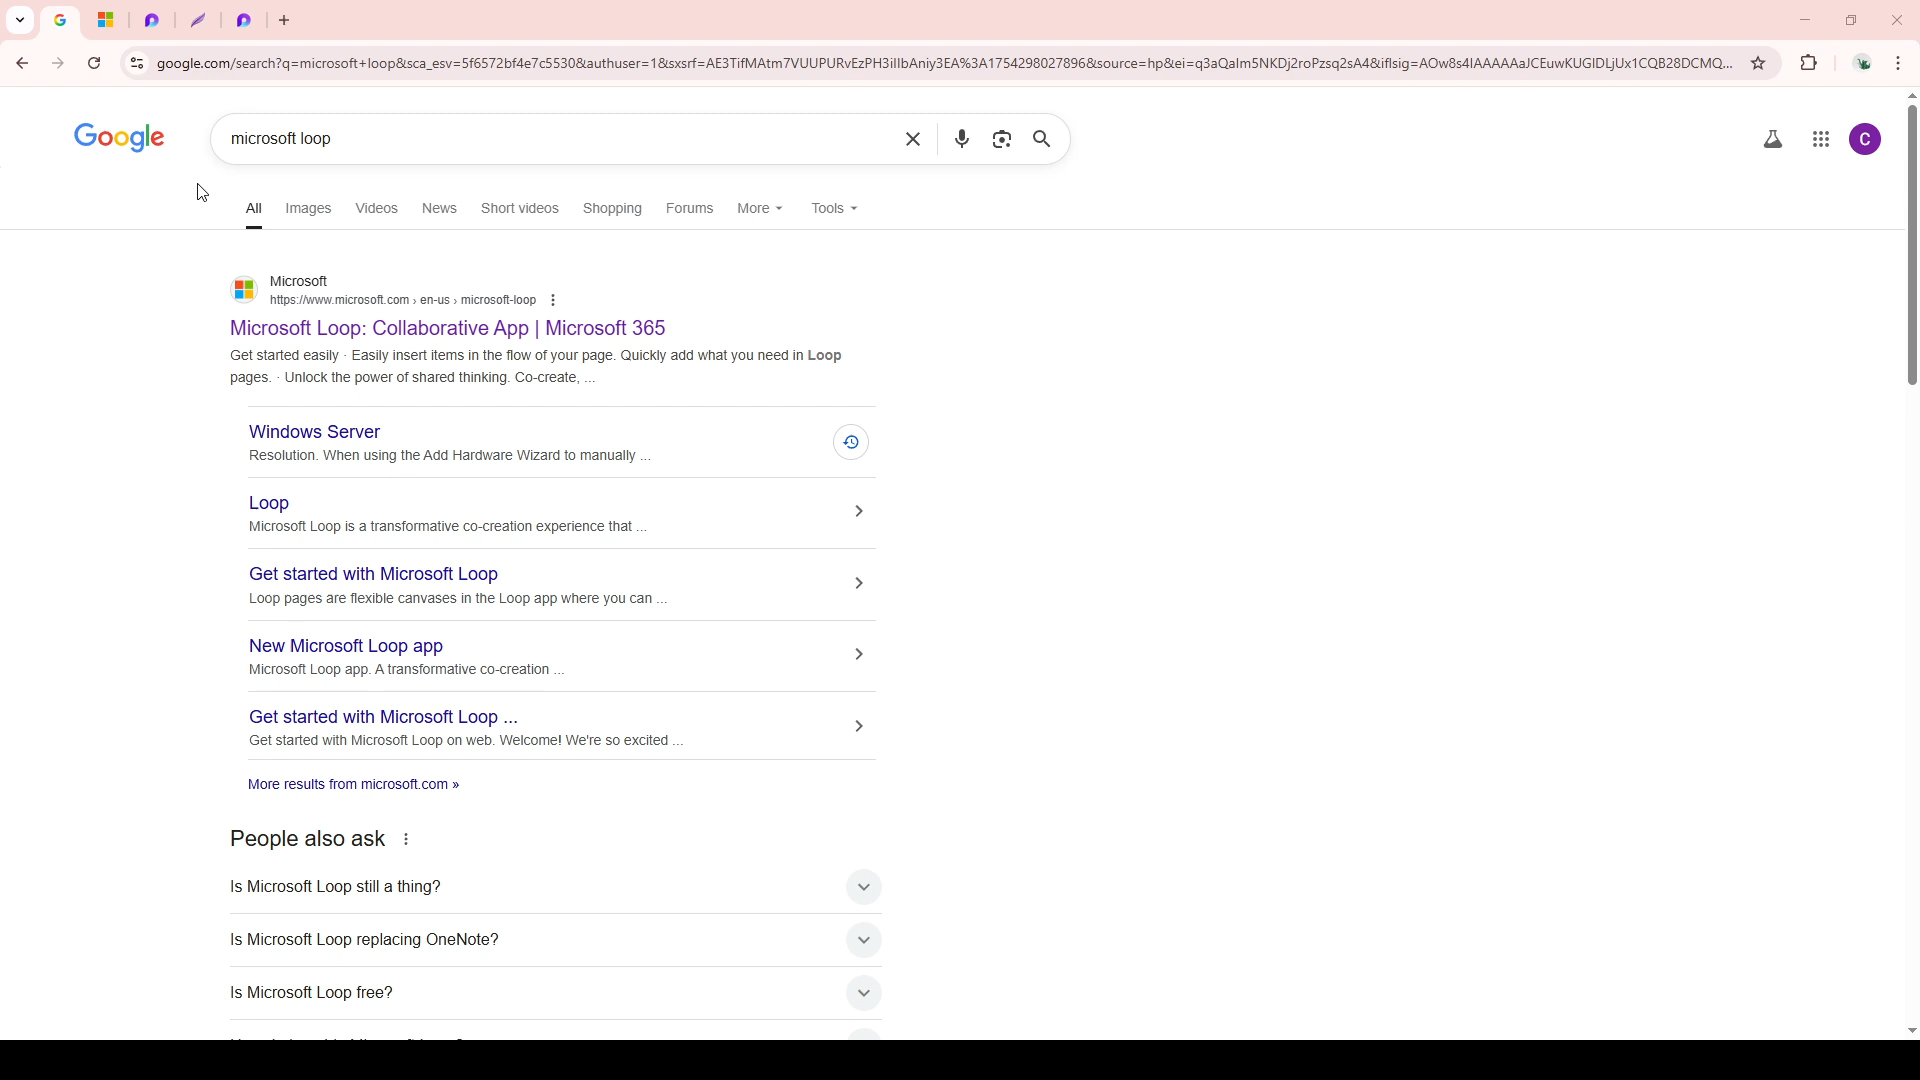 google.com/search?q=microsoft+loop&sca_esv=5f6572bf4e7c5530&authuser=1&sxsrf=AE3TifMAtm7VUUPURvEzPH3iIlbAniy3EA%3A1754298027896&source=hp&ei=q3aQaIm5NKDj2roPzsq2sA4&iflsig=AOw8s4IAAAAAaJCEuwKUGIDLjUx1CQB28DCMQ...
Google
microsoft loop
C
All Images Videos News Short videos Shopping Forums More Tools
Microsoft
https://www.microsoft.com › en-us › microsoft-loop
Microsoft Loop: Collaborative App | Microsoft 365
Get started easily · Easily insert items in the flow of your page. Quickly add what you need in Loop
pages. · Unlock the power of shared thinking. Co-create, ...
Windows Server
Resolution. When using the Add Hardware Wizard to manually ...
Loop
Microsoft Loop is a transformative co-creation experience that ...
Get started with Microsoft Loop
Loop pages are flexible canvases in the Loop app where you can ...
New Microsoft Loop app
Microsoft Loop app. A transformative co-creation ...
Get started with Microsoft Loop ...
Get started with Microsoft Loop on web. Welcome! We're so excited ...
More results from microsoft.com »
People also ask
Is Microsoft Loop still a thing?
Is Microsoft Loop replacing OneNote?
Is Microsoft Loop free?